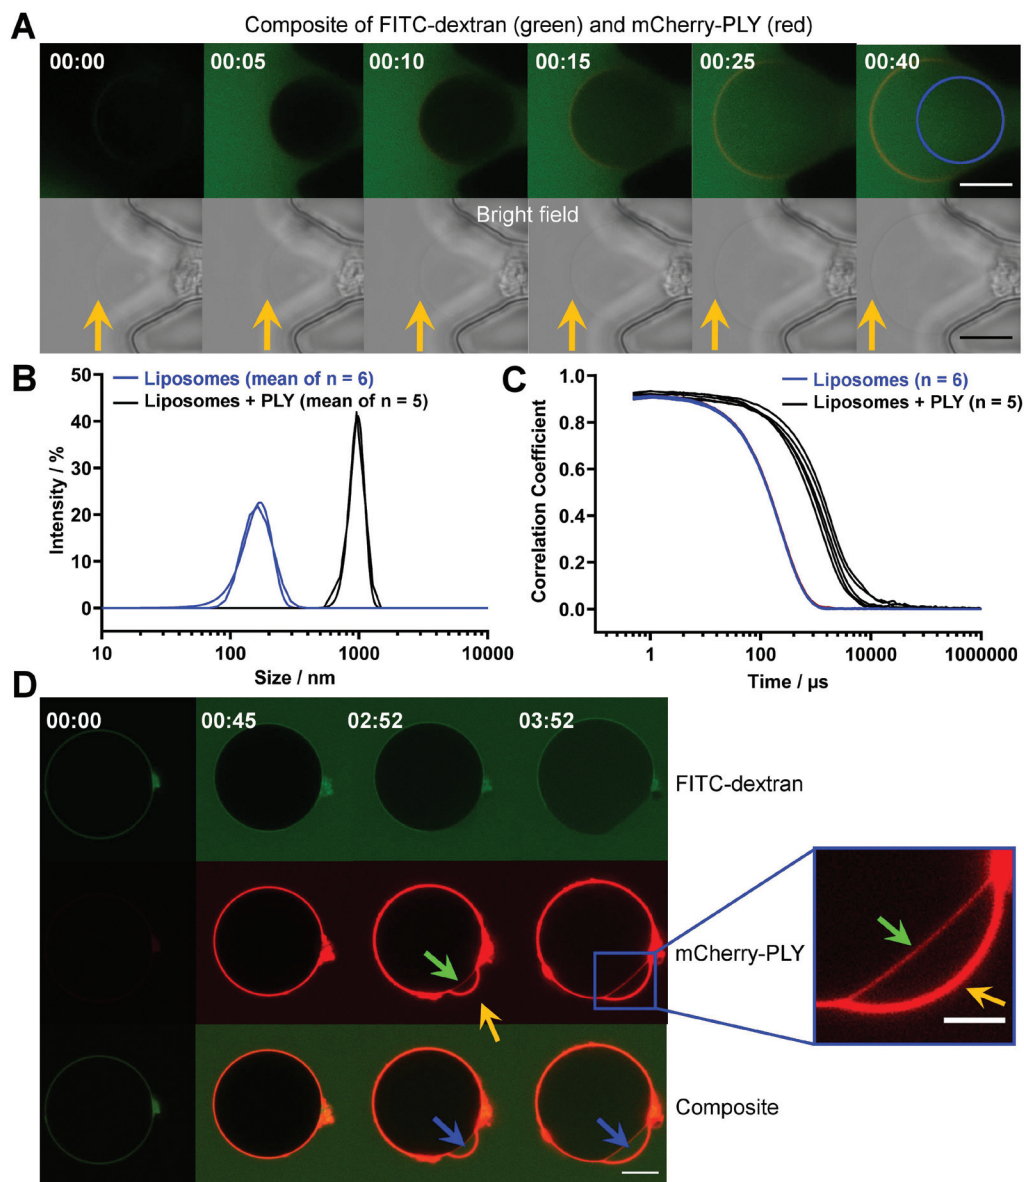 A
Composite of FITC-dextran (green) and mCherry-PLY (red)
00:00 00:05 00:10 00:15 00:25 00:40
Bright field
B
Liposomes (mean of n = 6)
Liposomes + PLY (mean of n = 5)
Intensity / %
50
40
30
20
10
0
10 100 1000 10000
Size / nm
C
Liposomes (n = 6)
Liposomes + PLY (n = 5)
Correlation Coefficient
1.0
0.8
0.6
0.4
0.2
0.0
1 100 10000 1000000
Time / µs
D
00:00 00:45 02:52 03:52
FITC-dextran
mCherry-PLY
Composite